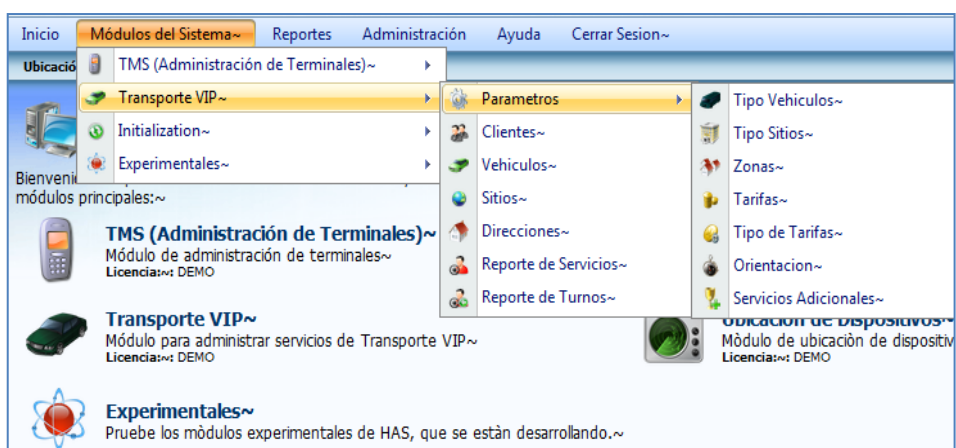 Inicio Módulos del Sistema~ Reportes Administración Ayuda Cerrar Sesion~
Ubicació
TMS (Administración de Terminales)~
Transporte VIP~
Initialization~
Experimentales~
Parametros
Clientes~
Vehiculos~
Sitios~
Direcciones~
Reporte de Servicios~
Reporte de Turnos~
Tipo Vehiculos~
Tipo Sitios~
Zonas~
Tarifas~
Tipo de Tarifas~
Orientacion~
Servicios Adicionales~
Bienveni
módulos principales:~
TMS (Administración de Terminales)~
Módulo de administración de terminales~
Licencia:~: DEMO
Transporte VIP~
Módulo para administrar servicios de Transporte VIP~
Licencia:~: DEMO
Ubicación de Dispositivos~
Mòdulo de ubicaciòn de dispositiv
Licencia:~: DEMO
Experimentales~
Pruebe los mòdulos experimentales de HAS, que se estàn desarrollando.~